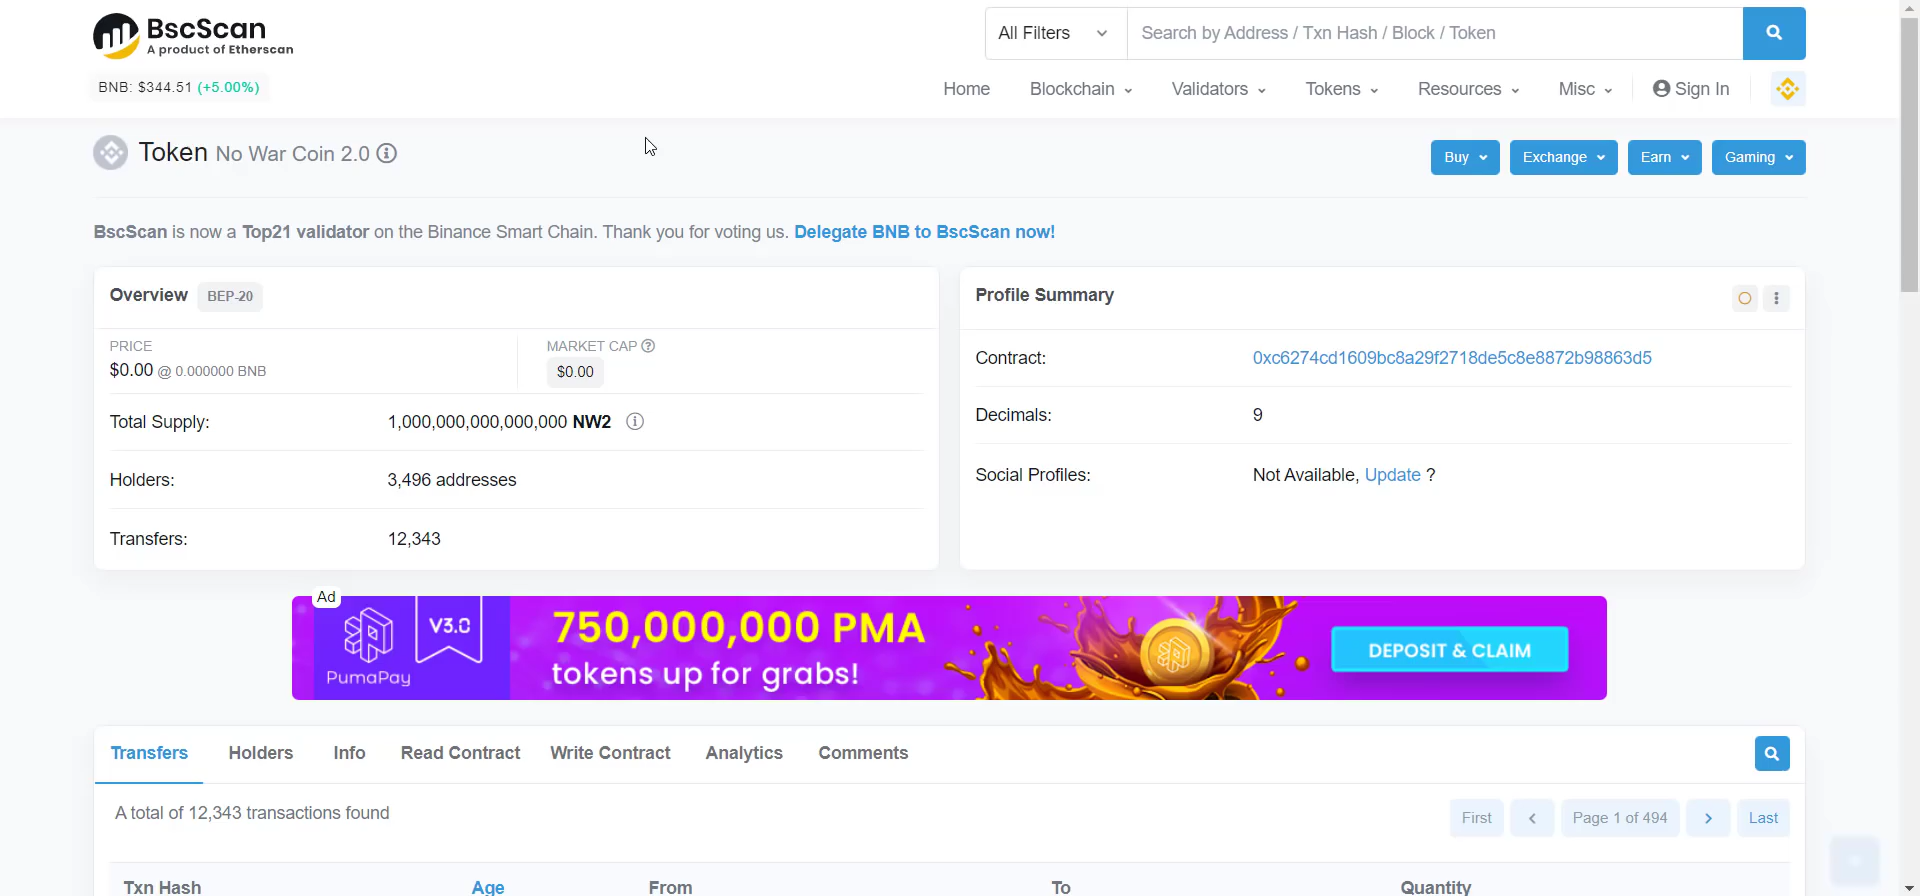 BscScan
A product of Etherscan
All Filters
Search by Address / Txn Hash / Block / Token
BNB: $344.51 (+5.00%)
Home Blockchain Validators Tokens Resources Misc Sign In
Token No War Coin 2.0
Buy Exchange Earn Gaming
BscScan is now a Top21 validator on the Binance Smart Chain. Thank you for voting us. Delegate BNB to BscScan now!
Overview BEP-20
PRICE
$0.00 @ 0.000000 BNB
MARKET CAP
$0.00
Total Supply: 1,000,000,000,000,000 NW2
Holders: 3,496 addresses
Transfers: 12,343
Profile Summary
Contract: 0xc6274cd1609bc8a29f2718de5c8e8872b98863d5
Decimals: 9
Social Profiles: Not Available, Update ?
Ad
PumaPay
V3.0
750,000,000 PMA
tokens up for grabs!
DEPOSIT & CLAIM
Transfers Holders Info Read Contract Write Contract Analytics Comments
A total of 12,343 transactions found
First Page 1 of 494 Last
Txn Hash Age From To Quantity